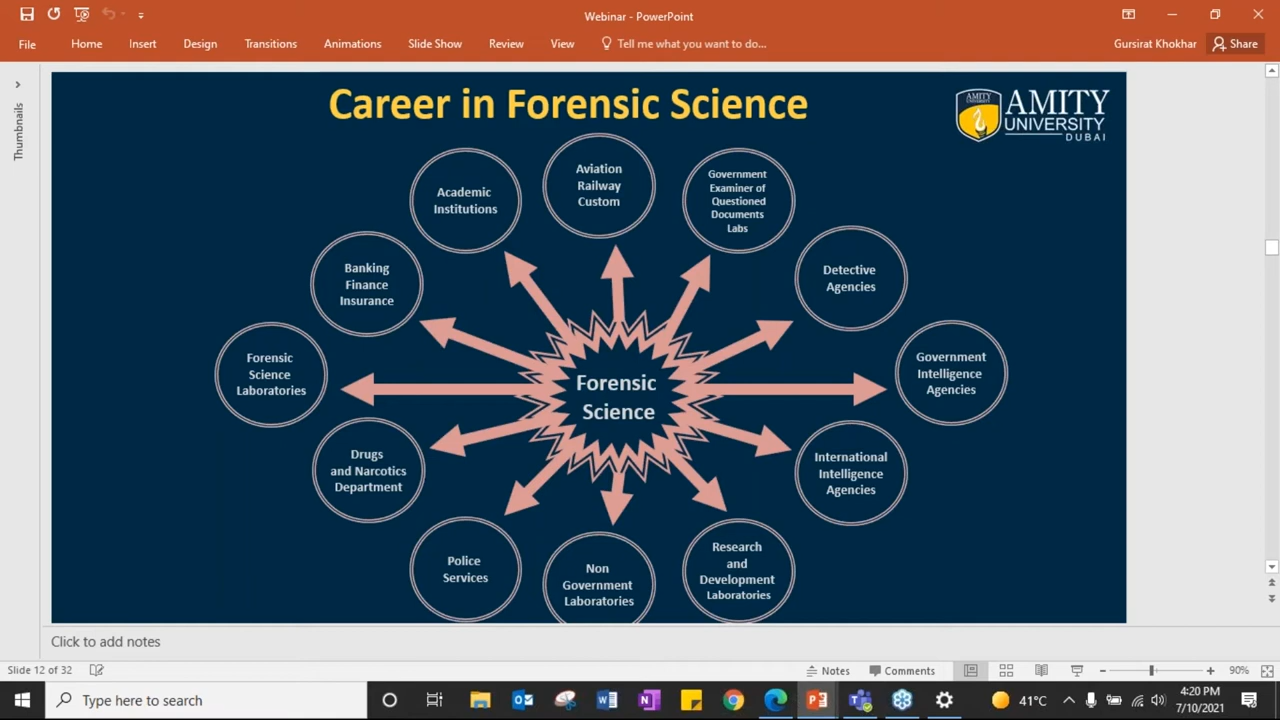 Webinar - PowerPoint
File Home Insert Design Transitions Animations Slide Show Review View Tell me what you want to do... Gursirat Khokhar Share
Thumbnails
Career in Forensic Science
AMITY
AMITY
UNIVERSITY
DUBAI
Academic
Institutions
Aviation
Railway
Custom
Government
Examiner of
Questioned
Documents
Labs
Banking
Finance
Insurance
Detective
Agencies
Forensic
Science
Laboratories
Forensic
Science
Government
Intelligence
Agencies
Drugs
and Narcotics
Department
International
Intelligence
Agencies
Police
Services
Non
Government
Laboratories
Research
and
Development
Laboratories
Click to add notes
Slide 12 of 32 Notes Comments 90%
Type here to search 41°C 4:20 PM
7/10/2021